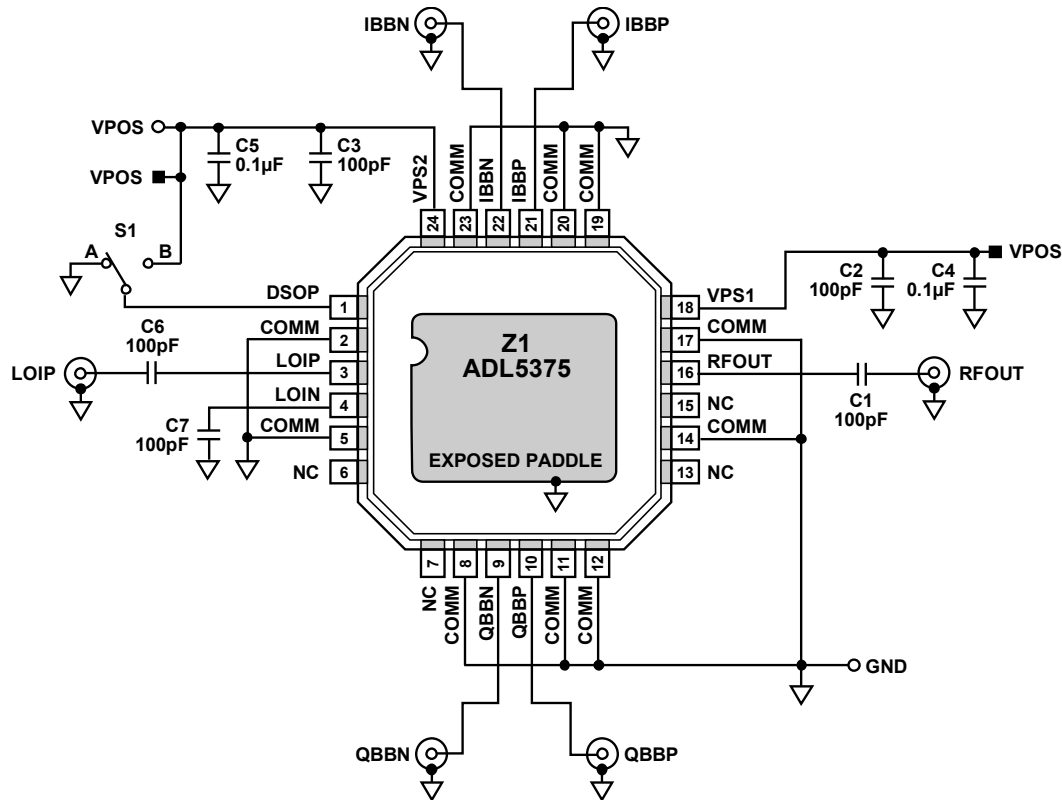 IBBN
IBBP
VPOS
C5
0.1µF
C3
100pF
VPOS
S1
A
B
VPS2
COMM
IBBN
IBBP
COMM
COMM
24
23
22
21
20
19
VPOS
C2
100pF
C4
0.1µF
DSOP
1
18
VPS1
COMM
2
17
COMM
C6
100pF
LOIP
3
16
RFOUT
LOIP
RFOUT
C1
100pF
LOIN
4
15
NC
C7
100pF
COMM
5
14
COMM
NC
6
13
NC
Z1
ADL5375
EXPOSED PADDLE
7
8
9
10
11
12
NC
COMM
QBBN
QBBP
COMM
COMM
GND
QBBN
QBBP